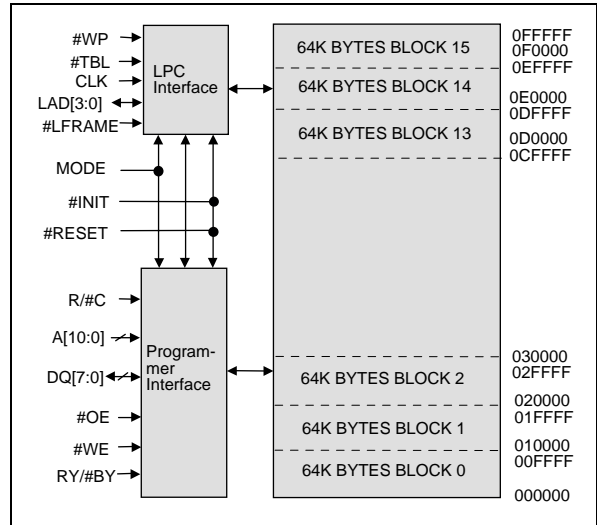 #WP
#TBL
CLK
LAD[3:0]
#LFRAME
LPC
Interface
MODE
#INIT
#RESET
R/#C
A[10:0]
DQ[7:0]
#OE
#WE
RY/#BY
Program-
mer
Interface
64K BYTES BLOCK 15
64K BYTES BLOCK 14
64K BYTES BLOCK 13
64K BYTES BLOCK 2
64K BYTES BLOCK 1
64K BYTES BLOCK 0
0FFFFF
0F0000
0EFFFF
0E0000
0DFFFF
0D0000
0CFFFF
030000
02FFFF
020000
01FFFF
010000
00FFFF
000000